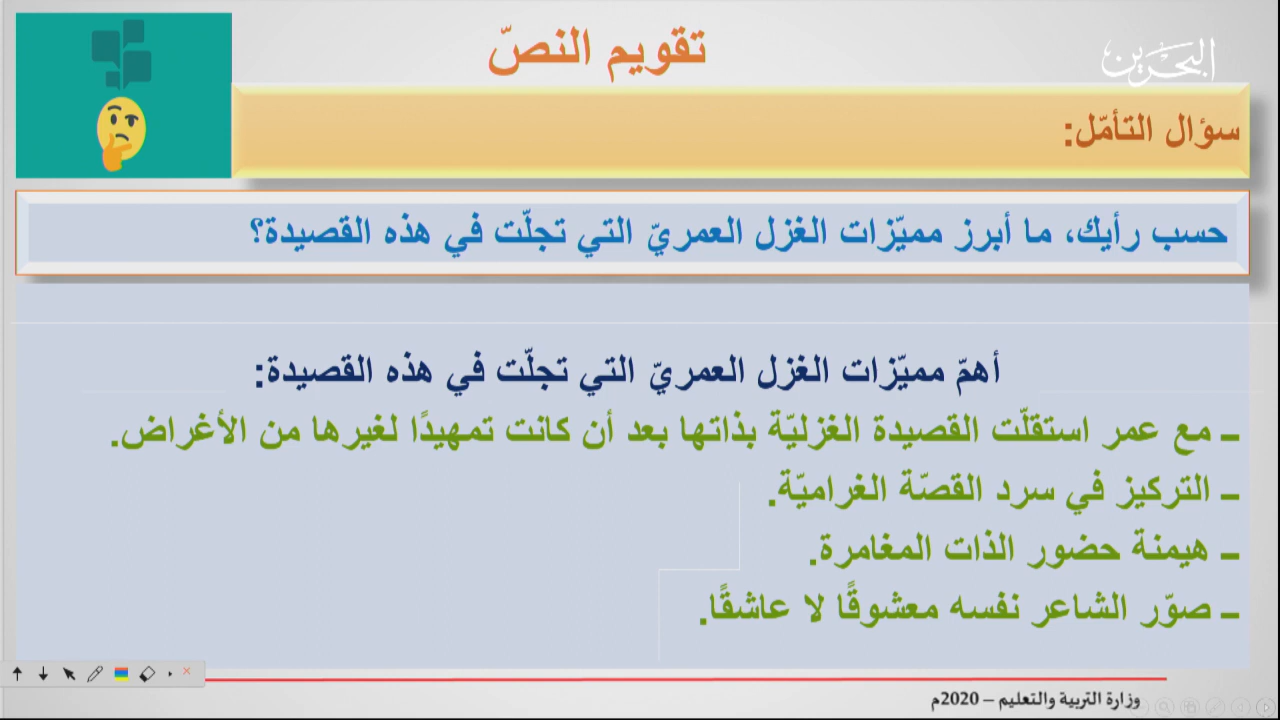 تقويم النصّ
البحرين
سؤال التأمّل:
حسب رأيك، ما أبرز مميّزات الغزل العمريّ التي تجلّت في هذه القصيدة؟
أهمّ مميّزات الغزل العمريّ التي تجلّت في هذه القصيدة:
ـ مع عمر استقلّت القصيدة الغزليّة بذاتها بعد أن كانت تمهيدًا لغيرها من الأغراض.
ـ التركيز في سرد القصّة الغراميّة.
ـ هيمنة حضور الذات المغامرة.
ـ صوّر الشاعر نفسه معشوقًا لا عاشقًا.
وزارة التربية والتعليم – 2020م